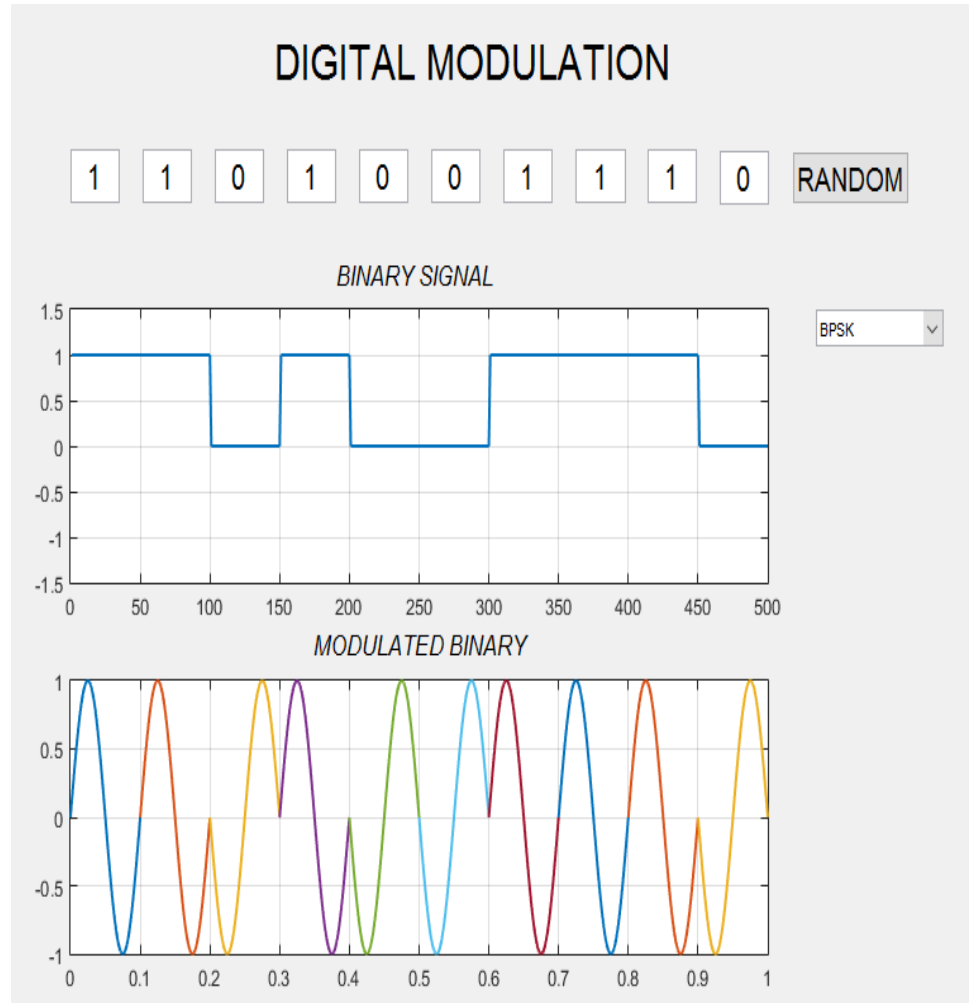 DIGITAL MODULATION
1 1 0 1 0 0 1 1 1 0 RANDOM
BINARY SIGNAL
BPSK
1.5
1
0.5
0
-0.5
-1
-1.5
0 50 100 150 200 250 300 350 400 450 500
MODULATED BINARY
1
0.5
0
-0.5
-1
0 0.1 0.2 0.3 0.4 0.5 0.6 0.7 0.8 0.9 1